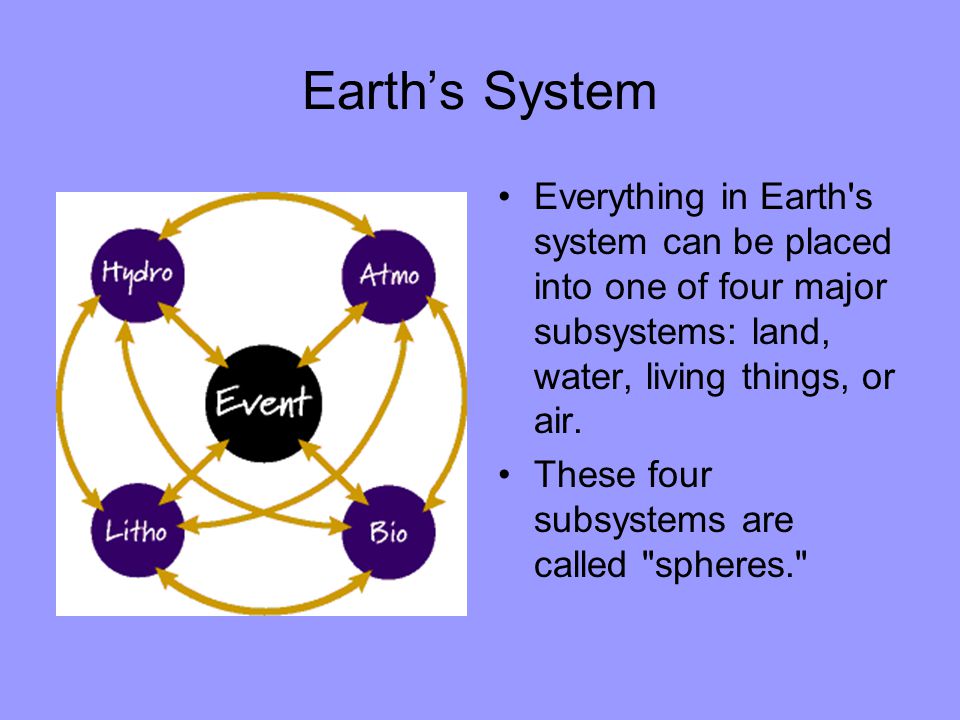 Earth’s System
Hydro
Atmo
Event
Litho
Bio
• Everything in Earth's
system can be placed
into one of four major
subsystems: land,
water, living things, or
air.
• These four
subsystems are
called "spheres."